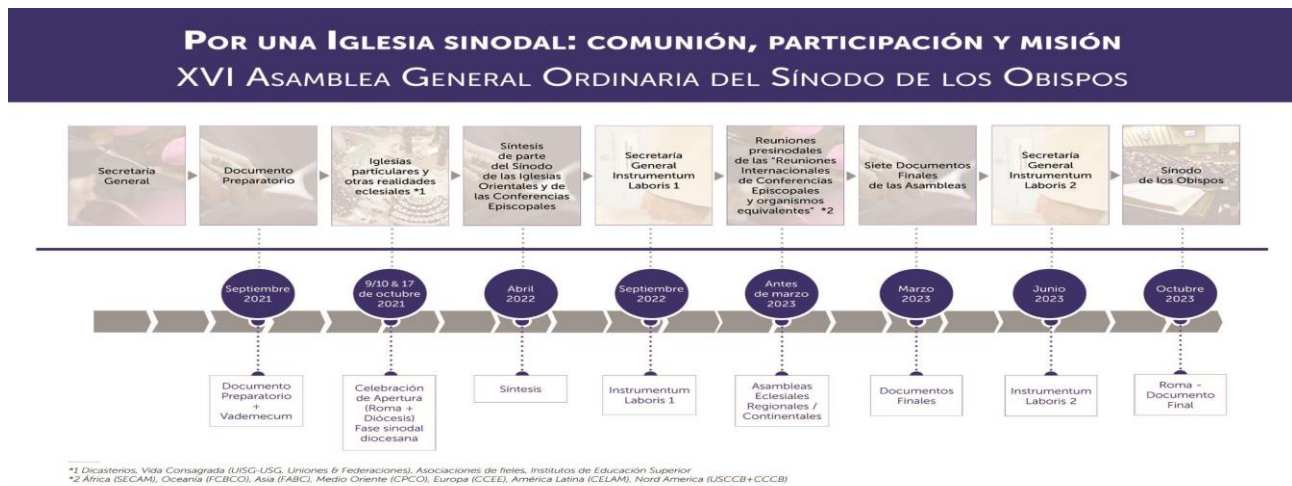 POR UNA IGLESIA SINODAL: COMUNIÓN, PARTICIPACIÓN Y MISIÓN
XVI ASAMBLEA GENERAL ORDINARIA DEL SÍNODO DE LOS OBISPOS
Secretaría
General
Documento
Preparatorio
Iglesias
particulares y
otras realidades
eclesiales *1
Síntesis
de parte
del Sínodo
de las Iglesias
Orientales y de
las Conferencias
Episcopales
Secretaría
General
Instrumentum
Laboris 1
Reuniones
presinodales
de las "Reuniones
Internacionales
de Conferencias
Episcopales
y organismos
equivalentes" *2
Siete Documentos
Finales
de las Asambleas
Secretaría
General
Instrumentum
Laboris 2
Sínodo
de los Obispos
Septiembre
2021
9/10 & 17
de octubre
2021
Abril
2022
Septiembre
2022
Antes
de marzo
2023
Marzo
2023
Junio
2023
Octubre
2023
Documento
Preparatorio
+
Vademecum
Celebración
de Apertura
(Roma +
Diócesis)
Fase sinodal
diocesana
Síntesis
Instrumentum
Laboris 1
Asambleas
Eclesiales
Regionales /
Continentales
Documentos
Finales
Instrumentum
Laboris 2
Roma -
Documento
Final
*1 Dicasterios, Vida Consagrada (UISG-USG, Uniones & Federaciones), Asociaciones de fieles, Institutos de Educación Superior
*2 África (SECAM), Oceanía (FCBCO), Asia (FABC), Medio Oriente (CPCO), Europa (CCEE), América Latina (CELAM), Nord America (USCCB+CCCB)